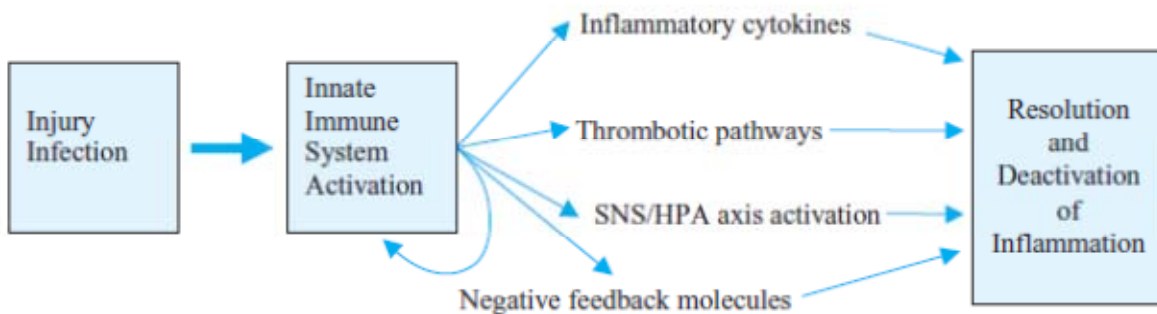 Injury
Infection
Innate
Immune
System
Activation
Inflammatory cytokines
Thrombotic pathways
SNS/HPA axis activation
Negative feedback molecules
Resolution
and
Deactivation
of
Inflammation